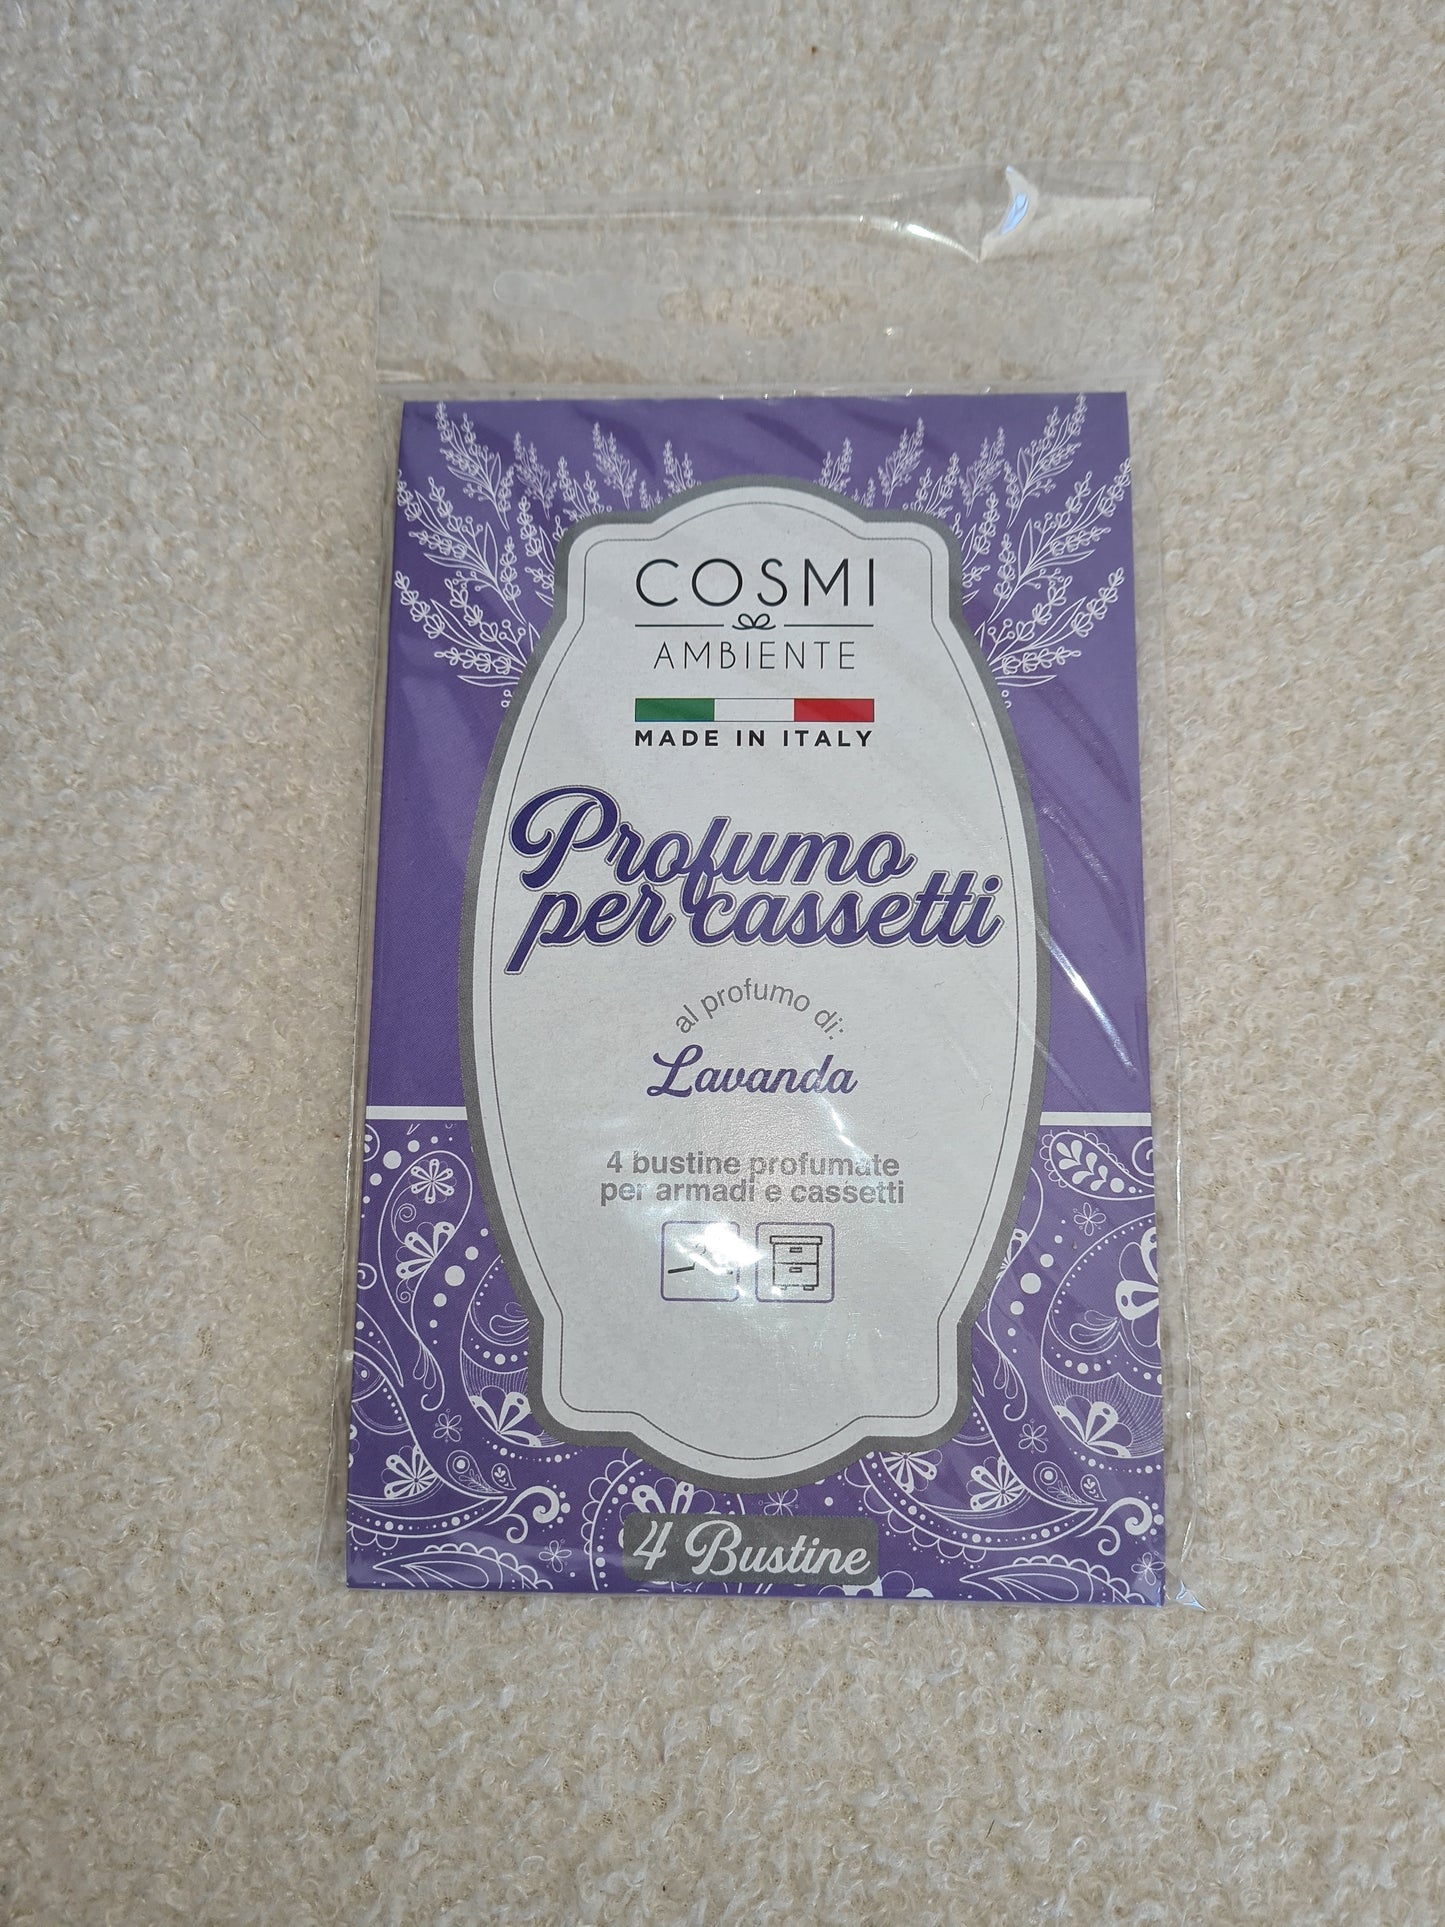 COSMI
AMBIENTE
MADE IN ITALY
Profumo
per cassetti
al profumo di:
Lavanda
4 bustine profumate
per armadi e cassetti
4 Bustine